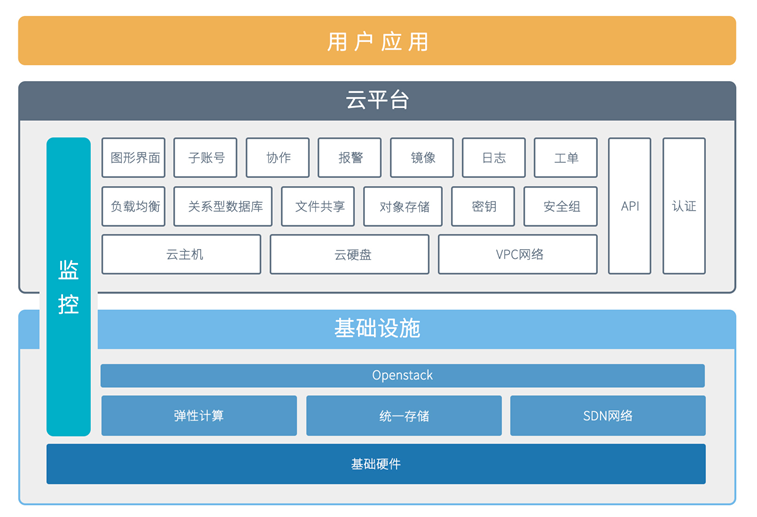 用户应用
云平台
图形界面 子账号 协作 报警 镜像 日志 工单
负载均衡 关系型数据库 文件共享 对象存储 密钥 安全组 API 认证
云主机 云硬盘 VPC网络
监
控
基础设施
Openstack
弹性计算 统一存储 SDN网络
基础硬件